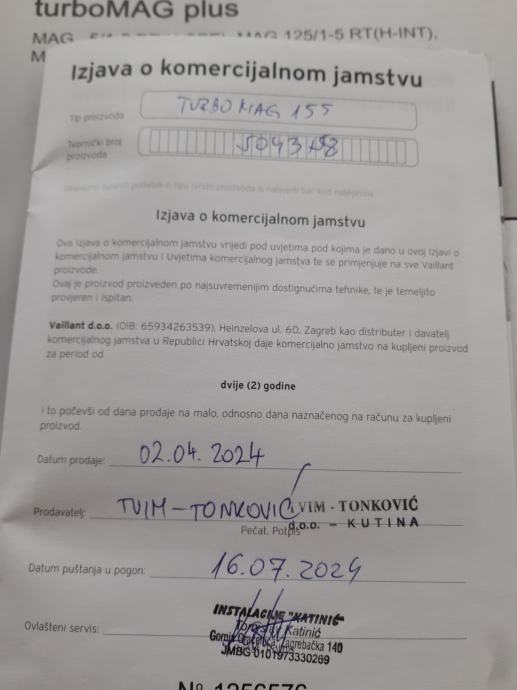 turboMAG plus
MAG 125/1-5 RT(H-INT),
M
Izjava o komercijalnom jamstvu
Tip proizvoda TURBOMAG 155
Tvornički broj proizvoda
Izjava o komercijalnom jamstvu
Ova Izjava o komercijalnom jamstvu vrijedi pod uvjetima pod kojima je dano u ovoj Izjavi o
komercijalnom jamstvu i Uvjetima komercijalnog jamstva te se primjenjuje na sve Vaillant
proizvode.
Ovaj je proizvod proizveden po najsuvremenijim dostignućima tehnike, te je temeljito
provjeren i ispitan.
Vaillant d.o.o. (OIB: 65934263539), Heinzelova ul. 60, Zagreb kao distributer i davatelj
komercijalnog jamstva u Republici Hrvatskoj daje komercijalno jamstvo na kupljeni proizvod
za period od
dvije (2) godine
i to počevši od dana prodaje na malo, odnosno dana naznačenog na računu za kupljeni
proizvod.
Datum prodaje: 02.04.2024
Prodavatelj: TVIM-TONKOVIĆ VIM - TONKOVIĆ
Pečat, Potpis d.o.o. - KUTINA
Datum puštanja u pogon: 16.07.2024
INSTALACIJE "KATINIĆ"
Ovlašteni servis: Katinić
Zagrebačka 140
JMBG 0101973330269